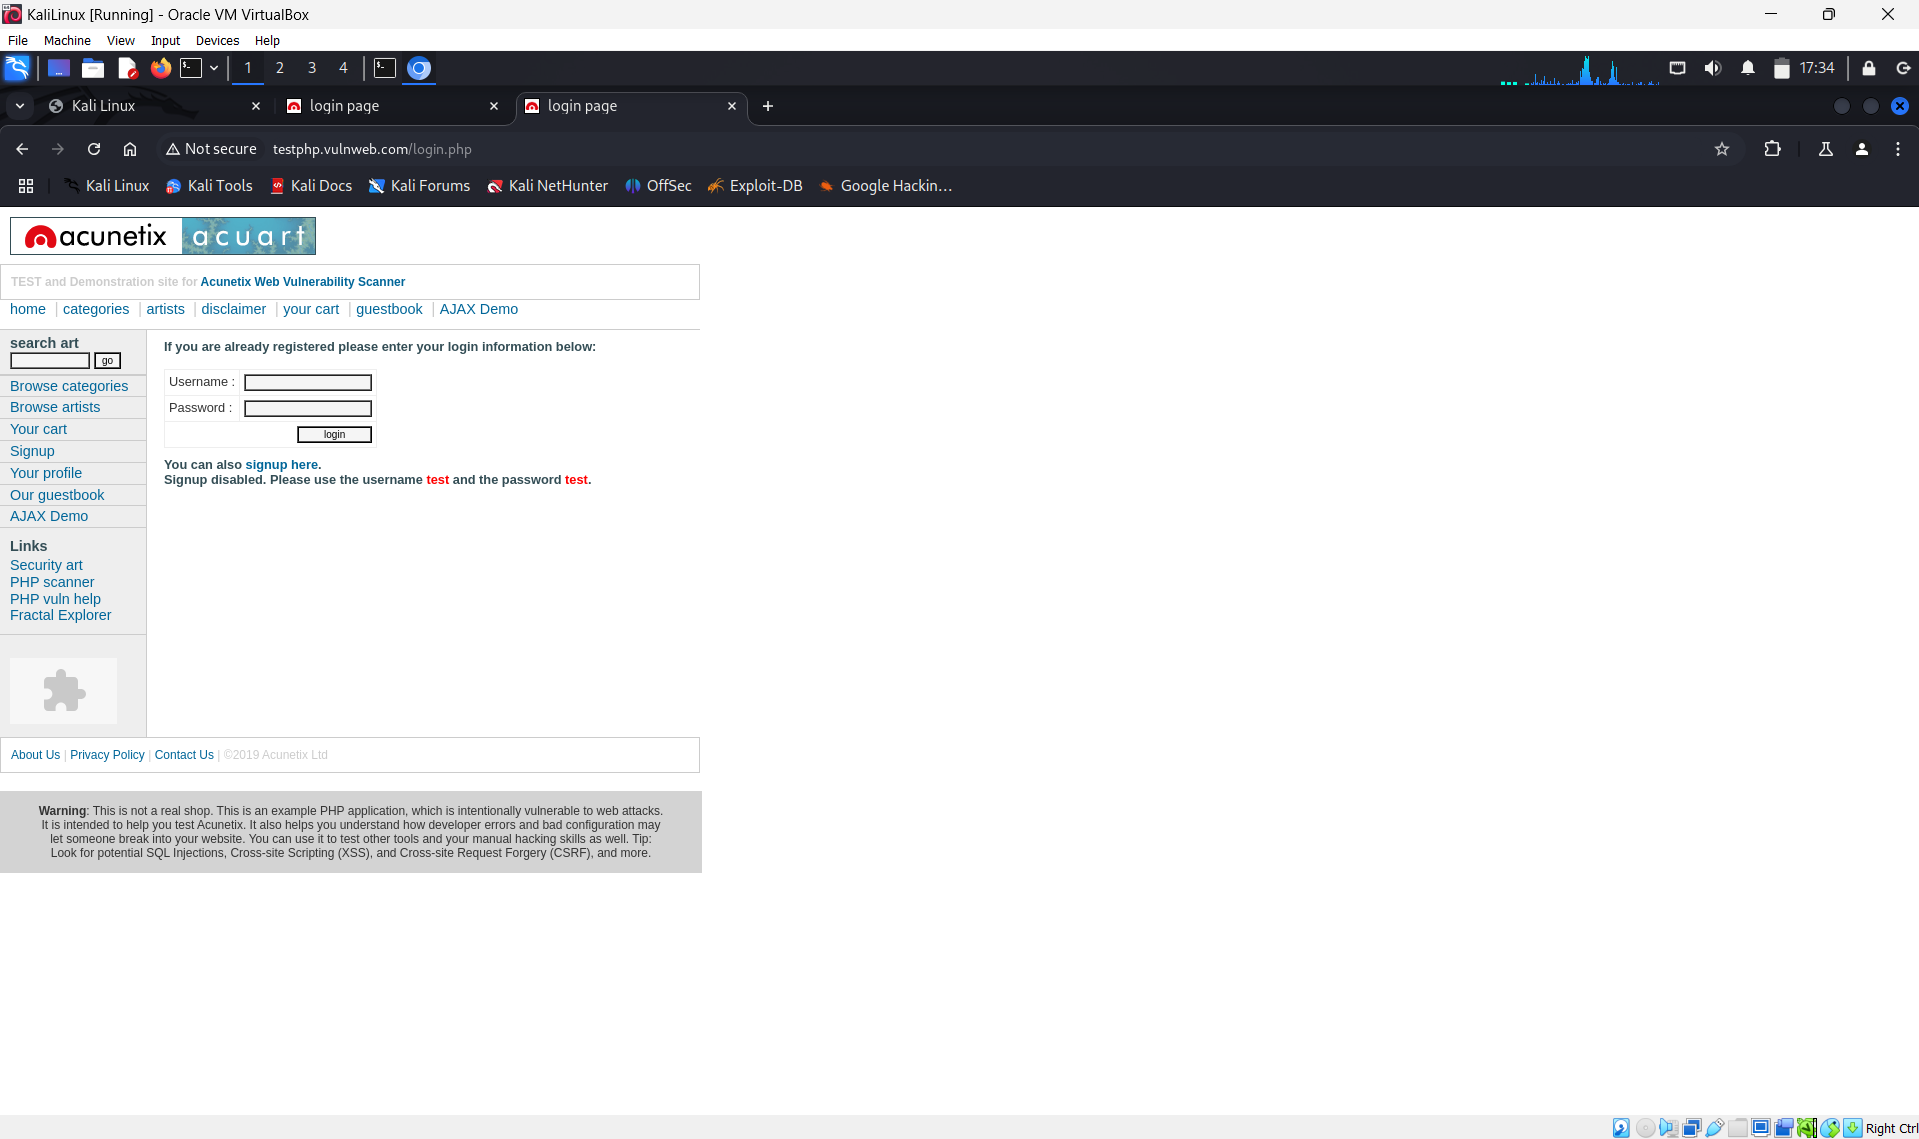 KaliLinux [Running] - Oracle VM VirtualBox
File Machine View Input Devices Help
1 2 3 4 17:34
Kali Linux login page login page
Not secure testphp.vulnweb.com/login.php
Kali Linux Kali Tools Kali Docs Kali Forums Kali NetHunter OffSec Exploit-DB Google Hackin…
acunetix acuart
TEST and Demonstration site for Acunetix Web Vulnerability Scanner
home | categories | artists | disclaimer | your cart | guestbook | AJAX Demo
search art
go
Browse categories
Browse artists
Your cart
Signup
Your profile
Our guestbook
AJAX Demo
Links
Security art
PHP scanner
PHP vuln help
Fractal Explorer
If you are already registered please enter your login information below:
Username :
Password :
login
You can also signup here.
Signup disabled. Please use the username test and the password test.
About Us | Privacy Policy | Contact Us | ©2019 Acunetix Ltd
Warning: This is not a real shop. This is an example PHP application, which is intentionally vulnerable to web attacks.
It is intended to help you test Acunetix. It also helps you understand how developer errors and bad configuration may
let someone break into your website. You can use it to test other tools and your manual hacking skills as well. Tip:
Look for potential SQL Injections, Cross-site Scripting (XSS), and Cross-site Request Forgery (CSRF), and more.
Right Ctrl